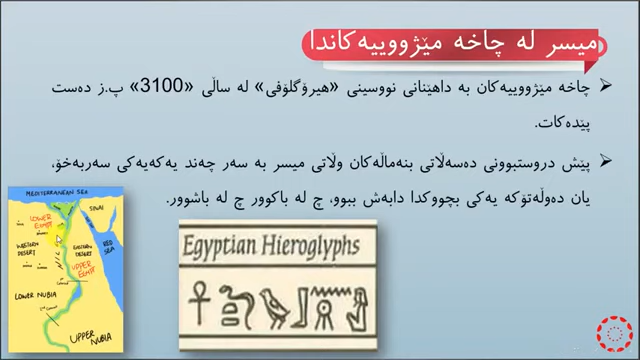 میسر لە چاخە مێژووییەکاندا
چاخە مێژووییەکان بە داهێنانی نووسینی «هیرۆگلۆفی» لە ساڵی «3100» پ.ز دەست
پێدەکات.
پێش دروستبوونی دەسەڵاتی بنەماڵەکان وڵاتی میسر بە سەر چەند یەکەیەکی سەربەخۆ،
یان دەوڵەتۆکە یەکی بچووکدا دابەش ببوو، چ لە باکوور چ لە باشوور.
MEDITERRANEAN SEA
LOWER EGYPT
SINAI
WESTERN DESERT
EASTERN DESERT
RED SEA
UPPER EGYPT
LOWER NUBIA
UPPER NUBIA
Egyptian Hieroglyphs